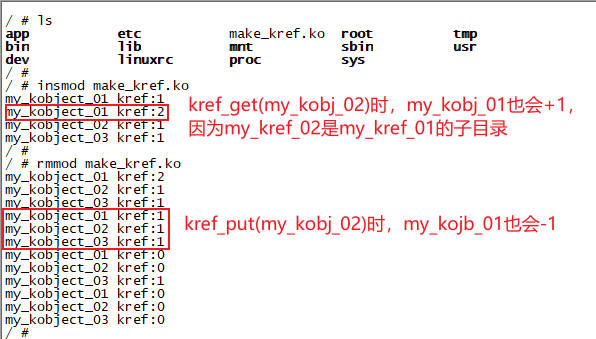 / # ls
app etc make_kref.ko root tmp
bin lib mnt sbin usr
dev linuxrc proc sys
/ #
/ # insmod make_kref.ko
my_kobject_01 kref:1
my_kobject_01 kref:2
my_kobject_02 kref:1
my_kobject_03 kref:1
kref_get(my_kobj_02)时，my_kobj_01也会+1，
因为my_kref_02是my_kref_01的子目录
/ #
/ # rmmod make_kref.ko
my_kobject_01 kref:2
my_kobject_02 kref:1
my_kobject_03 kref:1
my_kobject_01 kref:1
my_kobject_02 kref:1
my_kobject_03 kref:1
kref_put(my_kobj_02)时，my_kojb_01也会-1
my_kobject_01 kref:0
my_kobject_02 kref:0
my_kobject_03 kref:1
my_kobject_01 kref:0
my_kobject_02 kref:0
my_kobject_03 kref:0
/ #